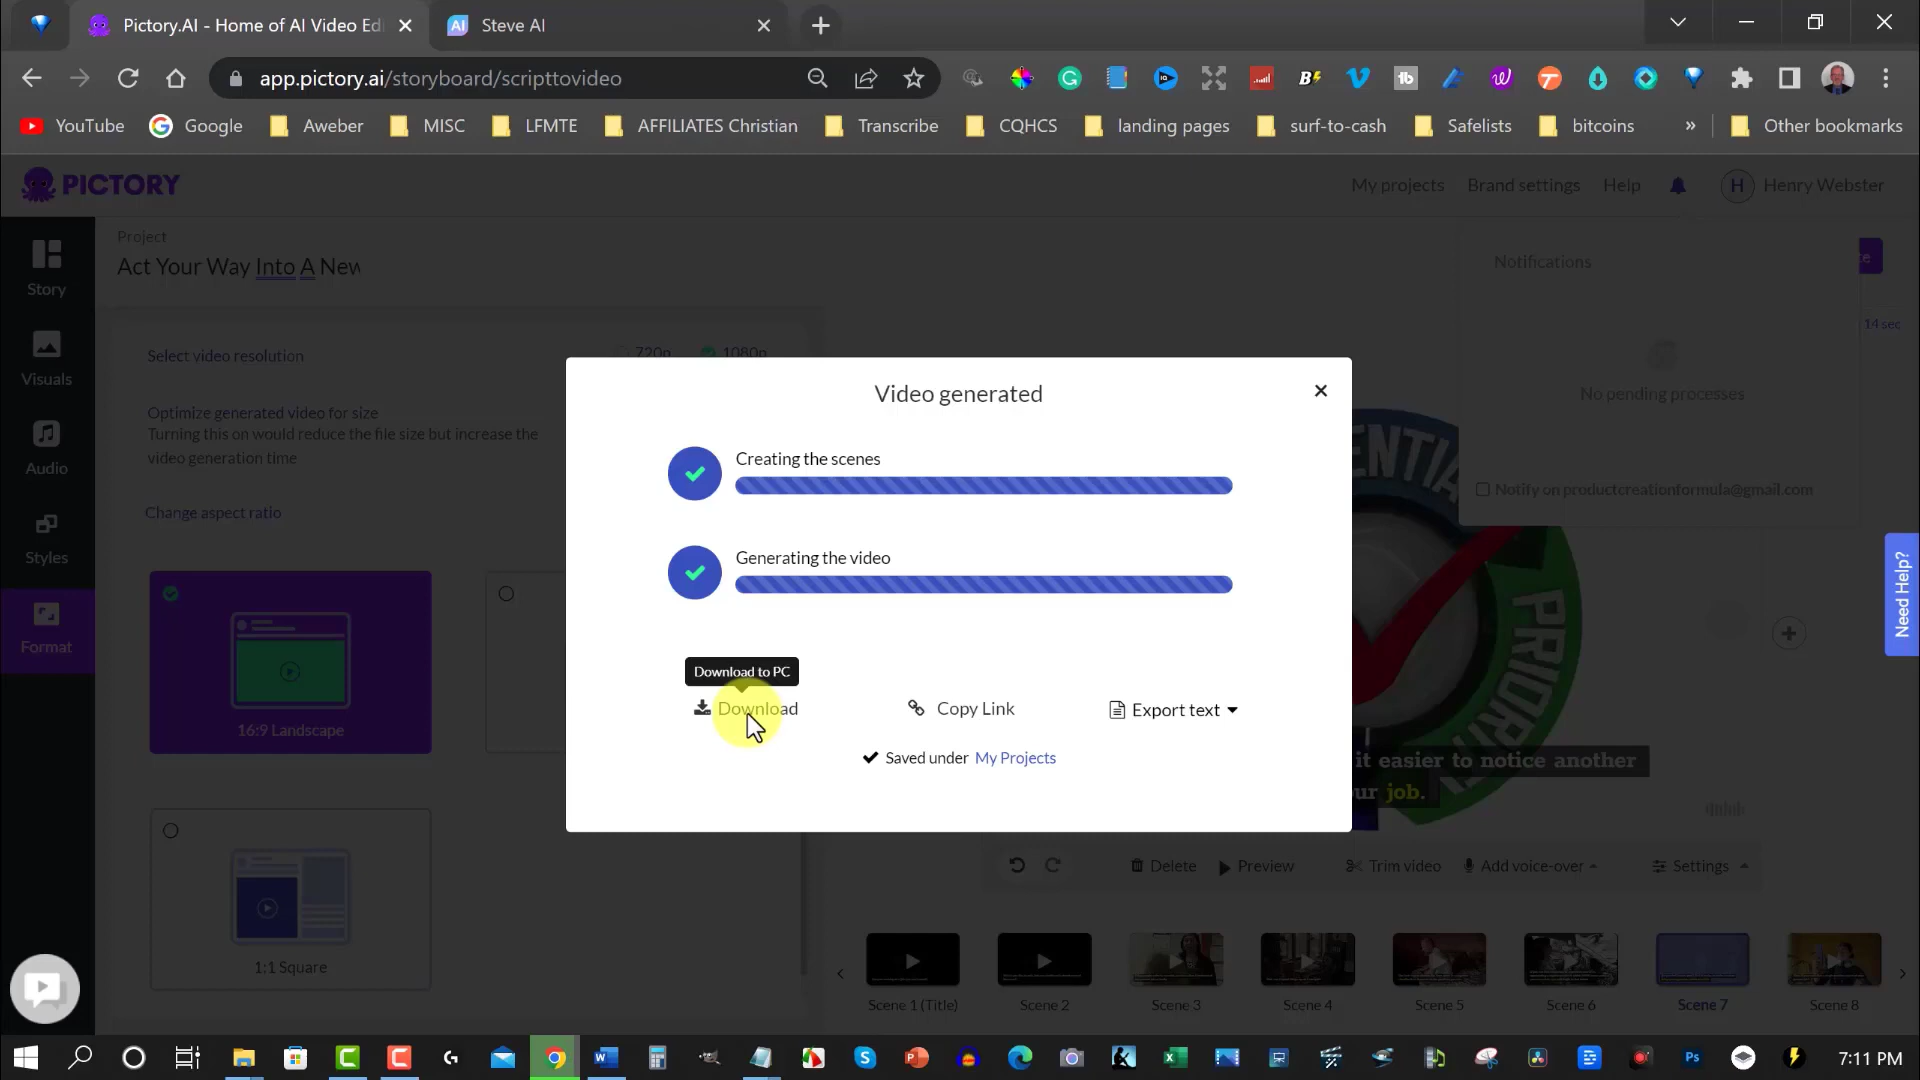 Pictory.AI - Home of AI Video Edi
Steve AI
app.pictory.ai/storyboard/scripttovideo
YouTube
Google
Aweber
MISC
LFMTE
AFFILIATES Christian
Transcribe
CQHCS
landing pages
surf-to-cash
Safelists
bitcoins
»
Other bookmarks
PICTORY
My projects
Brand settings
Help
H
Henry Webster
Project
Act Your Way Into A New
Story
Visuals
Audio
Styles
Format
Notifications
14 sec
No pending processes
Notify on productcreationformula@gmail.com
Select video resolution
720p
1080p
Optimize generated video for size
Turning this on would reduce the file size but increase the
video generation time
Change aspect ratio
16:9 Landscape
1:1 Square
Video generated
Creating the scenes
Generating the video
Download to PC
Download
Copy Link
Export text
Saved under My Projects
Need Help?
PRIORIT
it easier to notice another
ur job.
Delete
Preview
Trim video
Add voice-over
Settings
Scene 1 (Title)
Scene 2
Scene 3
Scene 4
Scene 5
Scene 6
Scene 7
Scene 8
7:11 PM